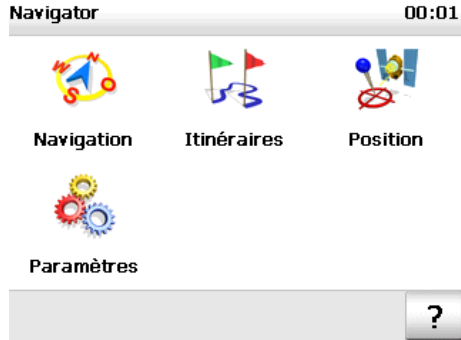 Navigator 00:01
N
W O
S
Navigation Itinéraires Position
Paramètres
?